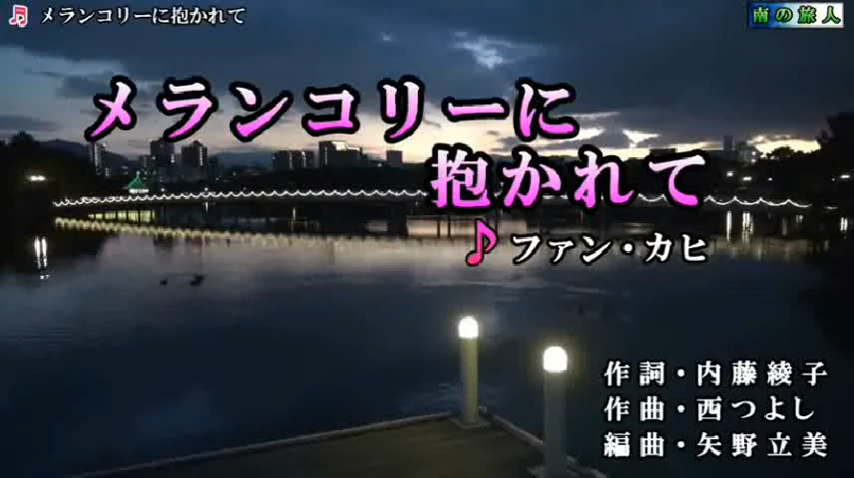 メランコリーに抱かれて
南の旅人
メランコリーに
抱かれて
ファン・カヒ
作詞・内藤綾子
作曲・西つよし
編曲・矢野立美